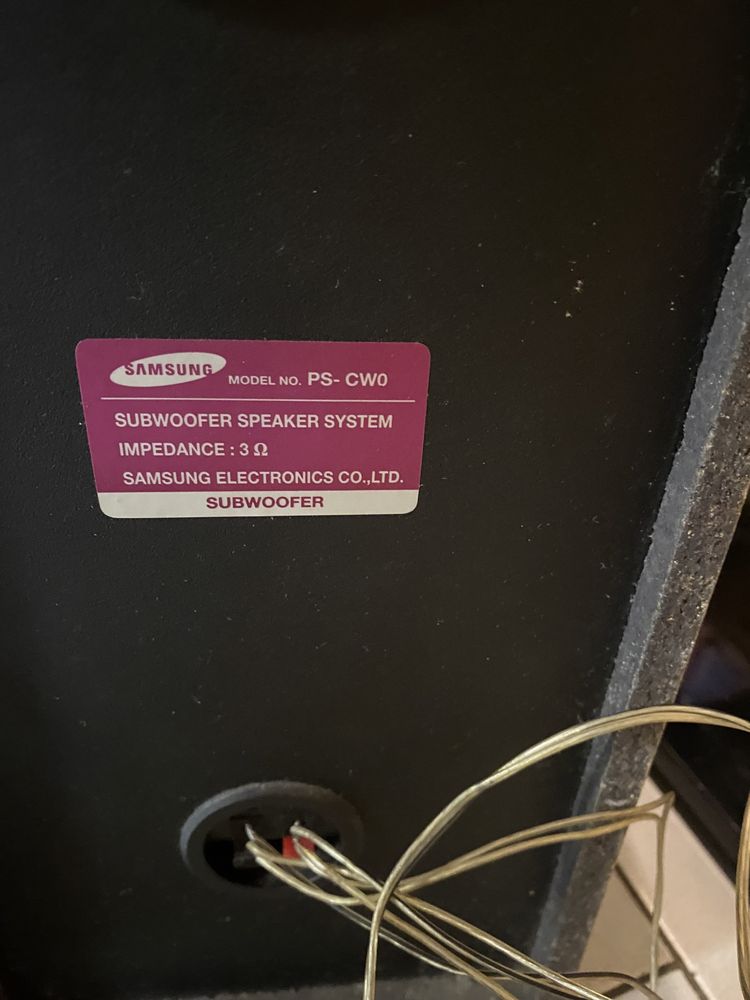 SAMSUNG MODEL NO. PS- CW0
SUBWOOFER SPEAKER SYSTEM
IMPEDANCE : 3 Ω
SAMSUNG ELECTRONICS CO.,LTD.
SUBWOOFER